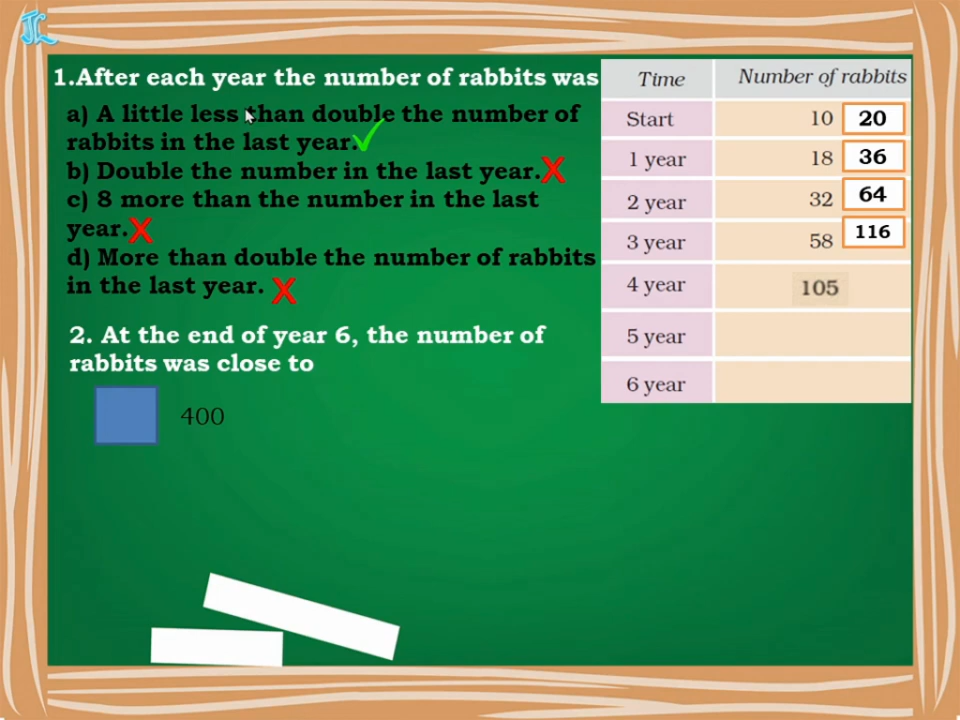 JL
1.After each year the number of rabbits was
a) A little less than double the number of
rabbits in the last year.
b) Double the number in the last year.
c) 8 more than the number in the last
year.
d) More than double the number of rabbits
in the last year.
2. At the end of year 6, the number of
rabbits was close to
400
Time Number of rabbits
Start 10 20
1 year 18 36
2 year 32 64
3 year 58 116
4 year 105
5 year
6 year